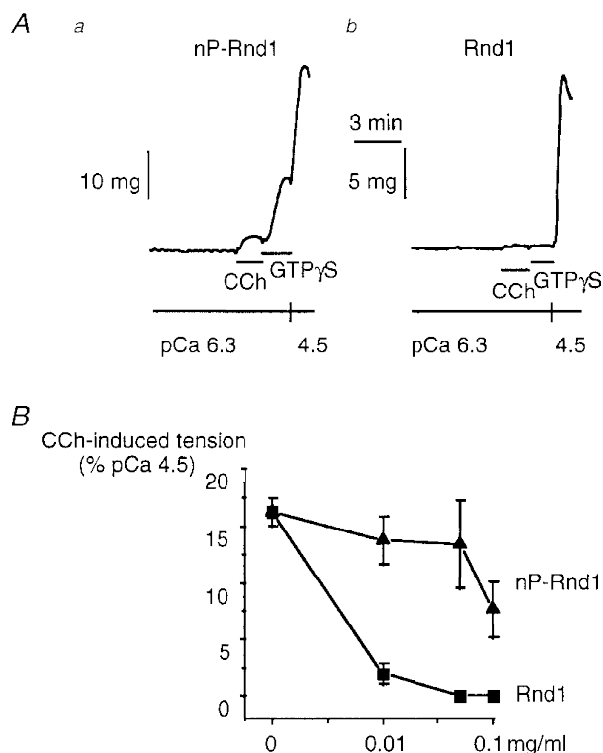 A
a
b
nP-Rnd1
Rnd1
3 min
10 mg
5 mg
CCh
GTPγS
CCh
GTPγS
pCa 6.3
4.5
pCa 6.3
4.5
B
CCh-induced tension
(% pCa 4.5)
20
15
10
5
0
nP-Rnd1
Rnd1
0
0.01
0.1 mg/ml